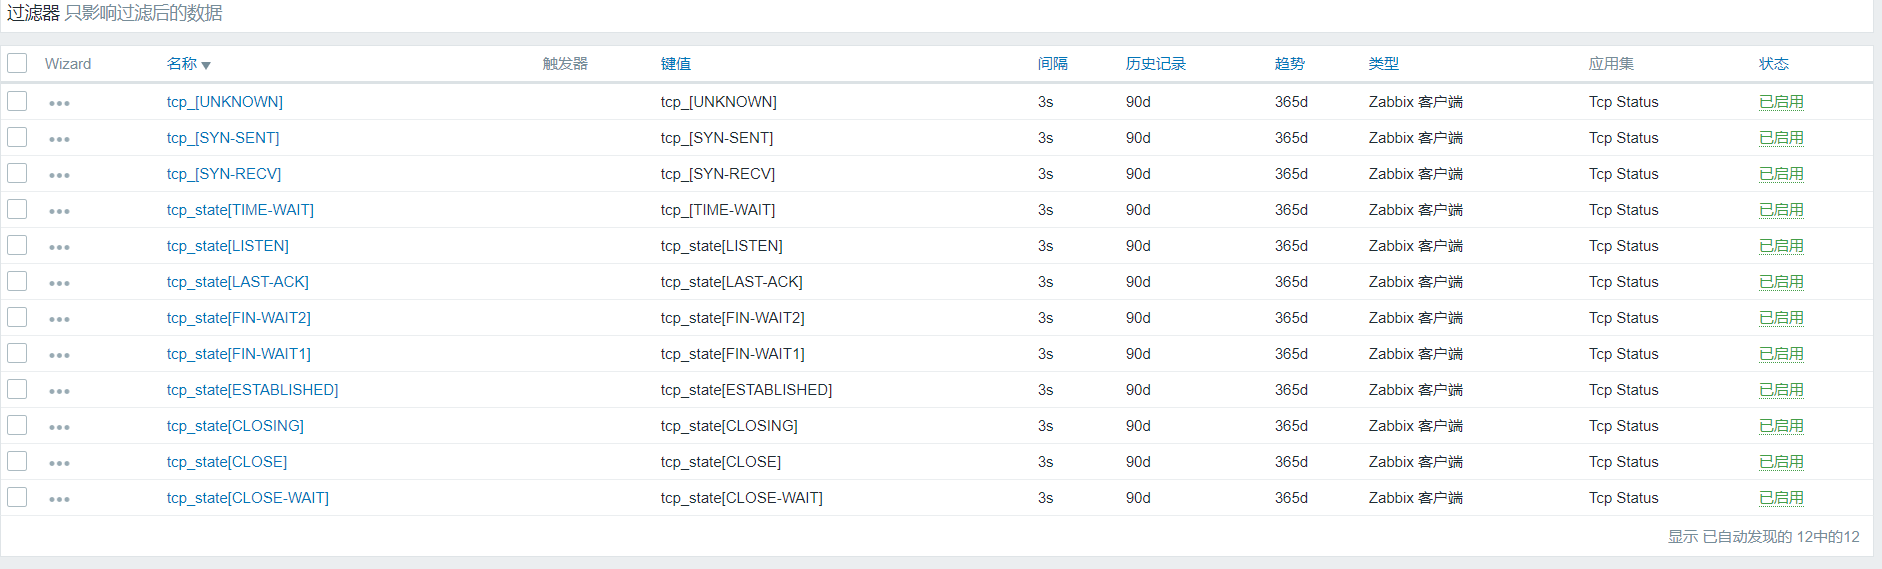 过滤器 只影响过滤后的数据
Wizard 名称 触发器 键值 间隔 历史记录 趋势 类型 应用集 状态
tcp_[UNKNOWN] tcp_[UNKNOWN] 3s 90d 365d Zabbix 客户端 Tcp Status 已启用
tcp_[SYN-SENT] tcp_[SYN-SENT] 3s 90d 365d Zabbix 客户端 Tcp Status 已启用
tcp_[SYN-RECV] tcp_[SYN-RECV] 3s 90d 365d Zabbix 客户端 Tcp Status 已启用
tcp_state[TIME-WAIT] tcp_[TIME-WAIT] 3s 90d 365d Zabbix 客户端 Tcp Status 已启用
tcp_state[LISTEN] tcp_state[LISTEN] 3s 90d 365d Zabbix 客户端 Tcp Status 已启用
tcp_state[LAST-ACK] tcp_state[LAST-ACK] 3s 90d 365d Zabbix 客户端 Tcp Status 已启用
tcp_state[FIN-WAIT2] tcp_state[FIN-WAIT2] 3s 90d 365d Zabbix 客户端 Tcp Status 已启用
tcp_state[FIN-WAIT1] tcp_state[FIN-WAIT1] 3s 90d 365d Zabbix 客户端 Tcp Status 已启用
tcp_state[ESTABLISHED] tcp_state[ESTABLISHED] 3s 90d 365d Zabbix 客户端 Tcp Status 已启用
tcp_state[CLOSING] tcp_state[CLOSING] 3s 90d 365d Zabbix 客户端 Tcp Status 已启用
tcp_state[CLOSE] tcp_state[CLOSE] 3s 90d 365d Zabbix 客户端 Tcp Status 已启用
tcp_state[CLOSE-WAIT] tcp_state[CLOSE-WAIT] 3s 90d 365d Zabbix 客户端 Tcp Status 已启用
显示 已自动发现的 12中的12